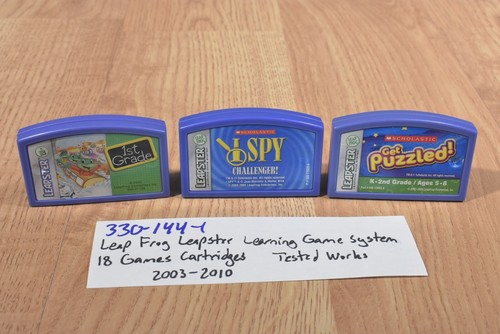 LEAPSTER
1st
Grade
LEAPSTER
SCHOLASTIC
I SPY
CHALLENGER!
LEAPSTER
SCHOLASTIC
Get
Puzzled!
K-2nd Grade / Ages 5-8
330-144-1
Leap Frog Leapster Learning Game System
18 Games Cartridges Tested Works
2003-2010